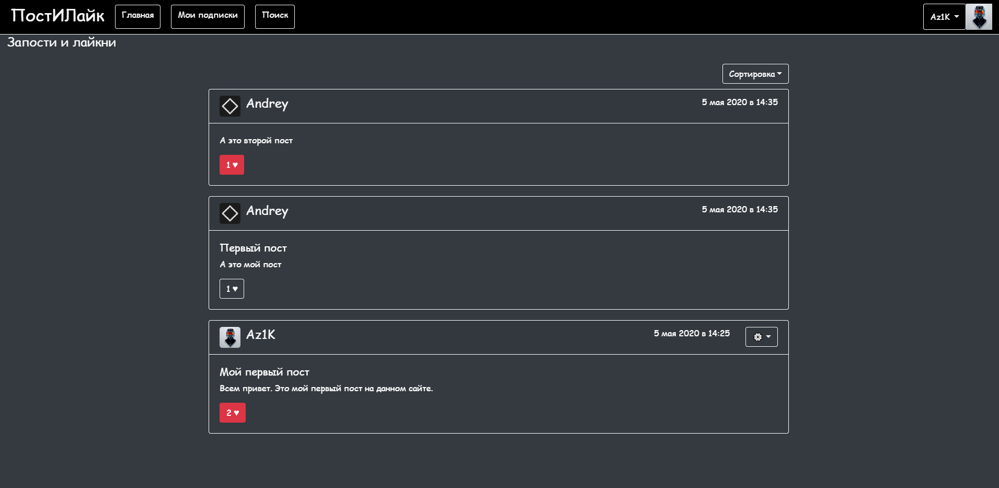 ПостИЛайк Главная Мои подписки Поиск Az1K
Запости и лайкни
Сортировка
Andrey 5 мая 2020 в 14:35
А это второй пост
1 ♥
Andrey 5 мая 2020 в 14:35
Первый пост
А это мой пост
1 ♥
Az1K 5 мая 2020 в 14:25
Мой первый пост
Всем привет. Это мой первый пост на данном сайте.
2 ♥